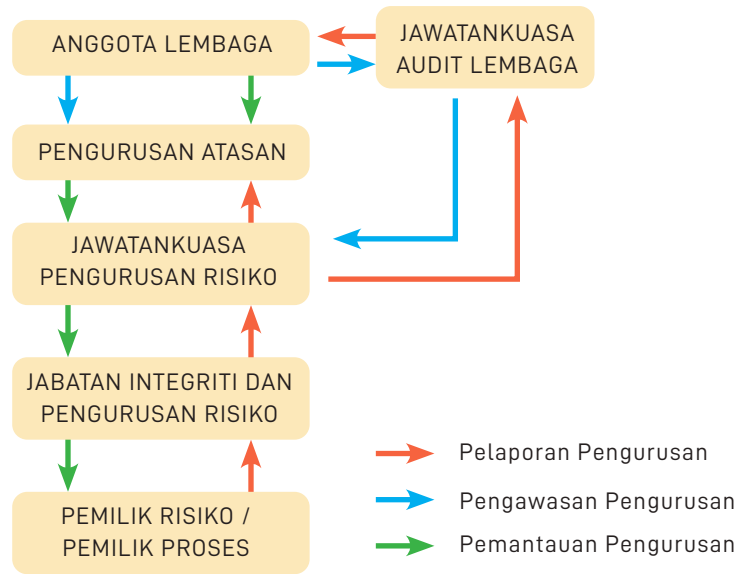 ANGGOTA LEMBAGA
JAWATANKUASA
AUDIT LEMBAGA
PENGURUSAN ATASAN
JAWATANKUASA
PENGURUSAN RISIKO
JABATAN INTEGRITI DAN
PENGURUSAN RISIKO
PEMILIK RISIKO /
PEMILIK PROSES
Pelaporan Pengurusan
Pengawasan Pengurusan
Pemantauan Pengurusan